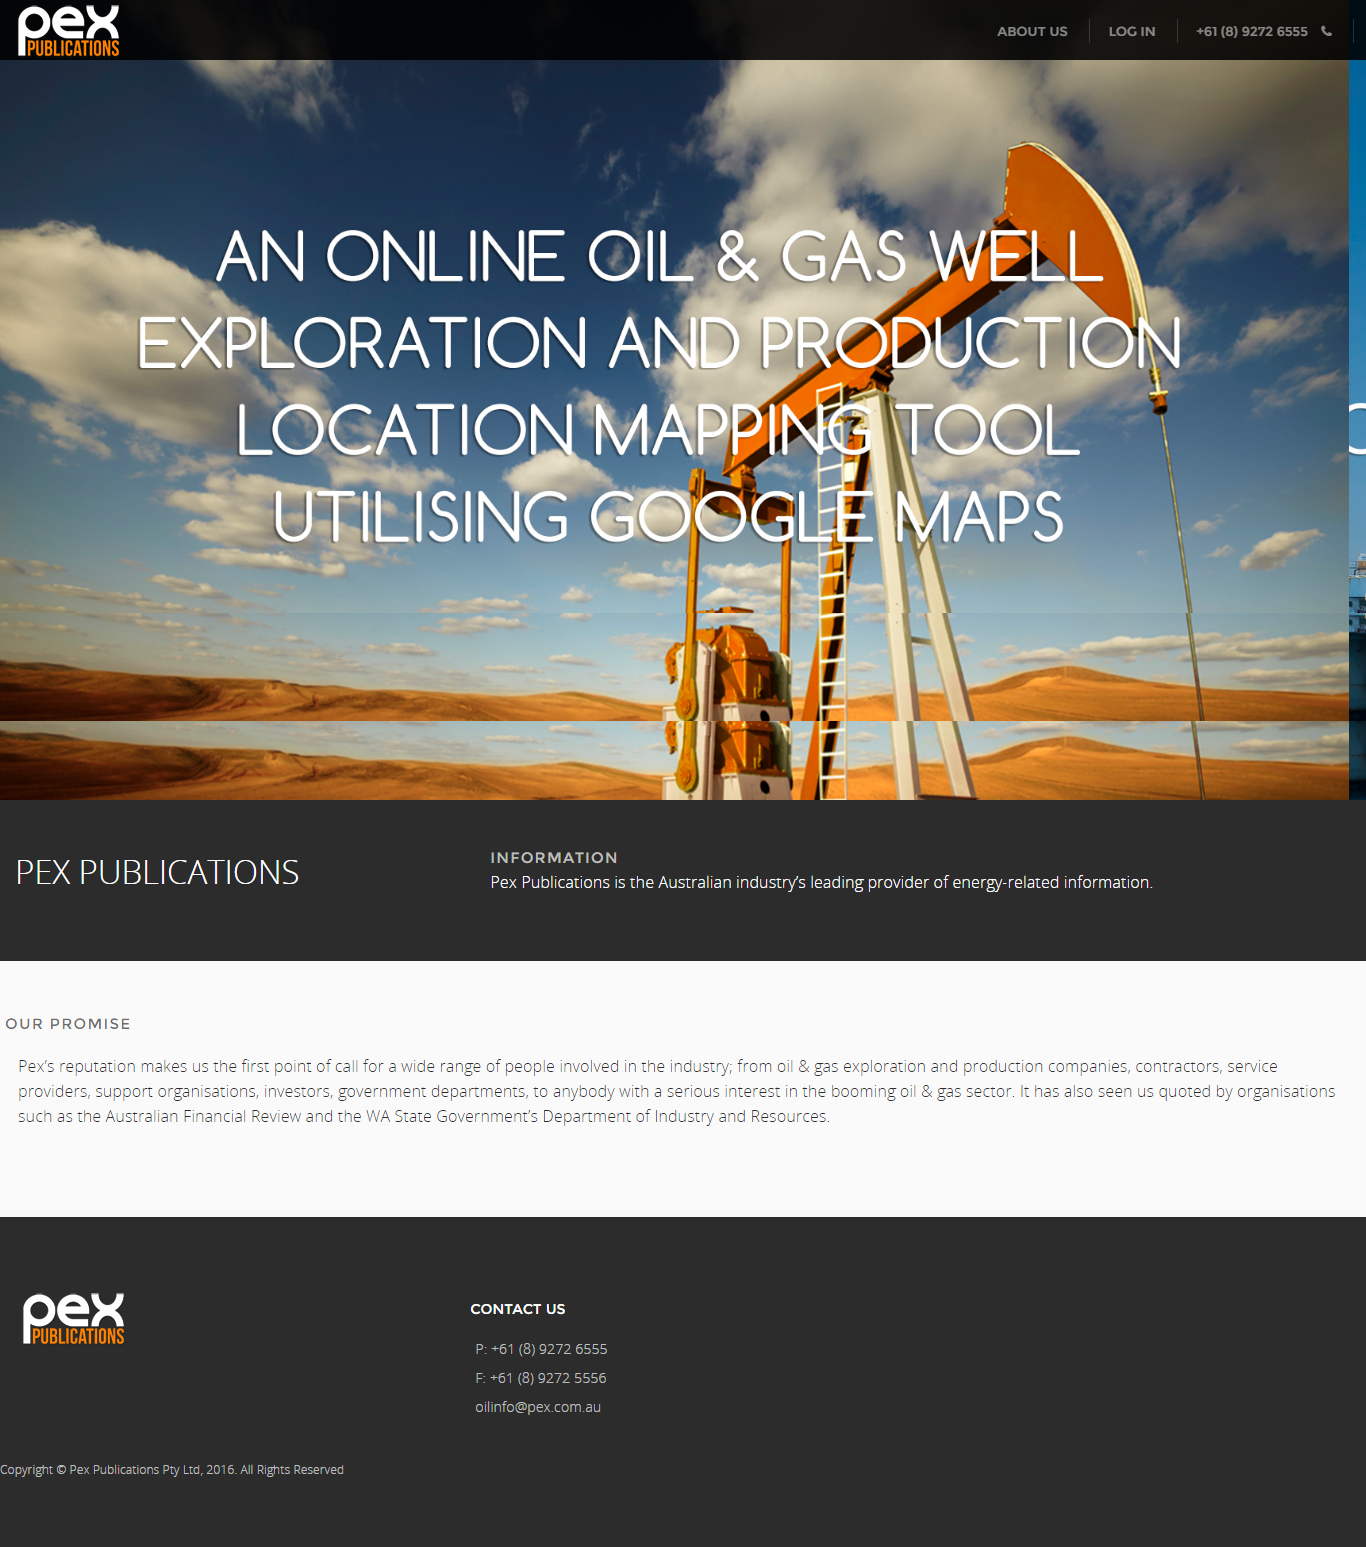 pex
PUBLICATIONS
ABOUT US
LOG IN
+61 (8) 9272 6555
AN ONLINE OIL & GAS WELL
EXPLORATION AND PRODUCTION
LOCATION MAPPING TOOL
UTILISING GOOGLE MAPS
PEX PUBLICATIONS
INFORMATION
Pex Publications is the Australian industry’s leading provider of energy-related information.
OUR PROMISE
Pex’s reputation makes us the first point of call for a wide range of people involved in the industry; from oil & gas exploration and production companies, contractors, service
providers, support organisations, investors, government departments, to anybody with a serious interest in the booming oil & gas sector. It has also seen us quoted by organisations
such as the Australian Financial Review and the WA State Government’s Department of Industry and Resources.
pex
PUBLICATIONS
CONTACT US
P: +61 (8) 9272 6555
F: +61 (8) 9272 5556
oilinfo@pex.com.au
Copyright © Pex Publications Pty Ltd, 2016. All Rights Reserved